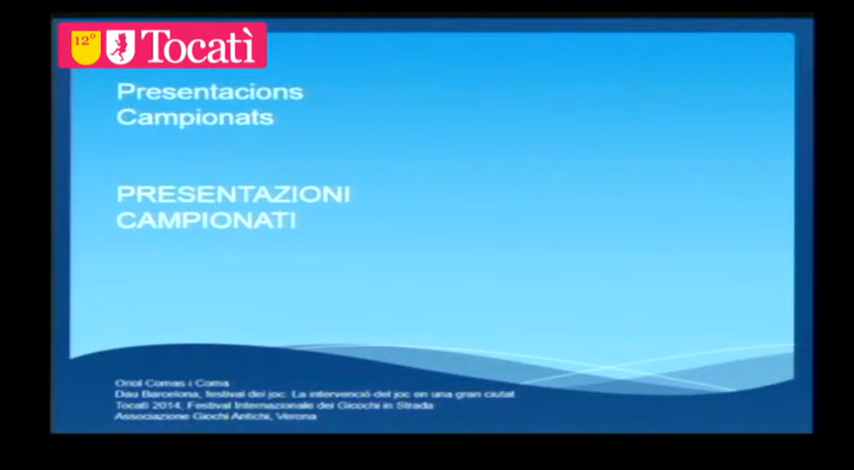 12º Tocatì
Presentacions
Campionats
PRESENTAZIONI
CAMPIONATI
Oriol Comas i Coma
Dau Barcelona, festival del joc. La intervenció del joc en una gran ciutat
Tocatì 2014, Festival Internazionale dei Giochi in Strada
Associazione Giochi Antichi, Verona